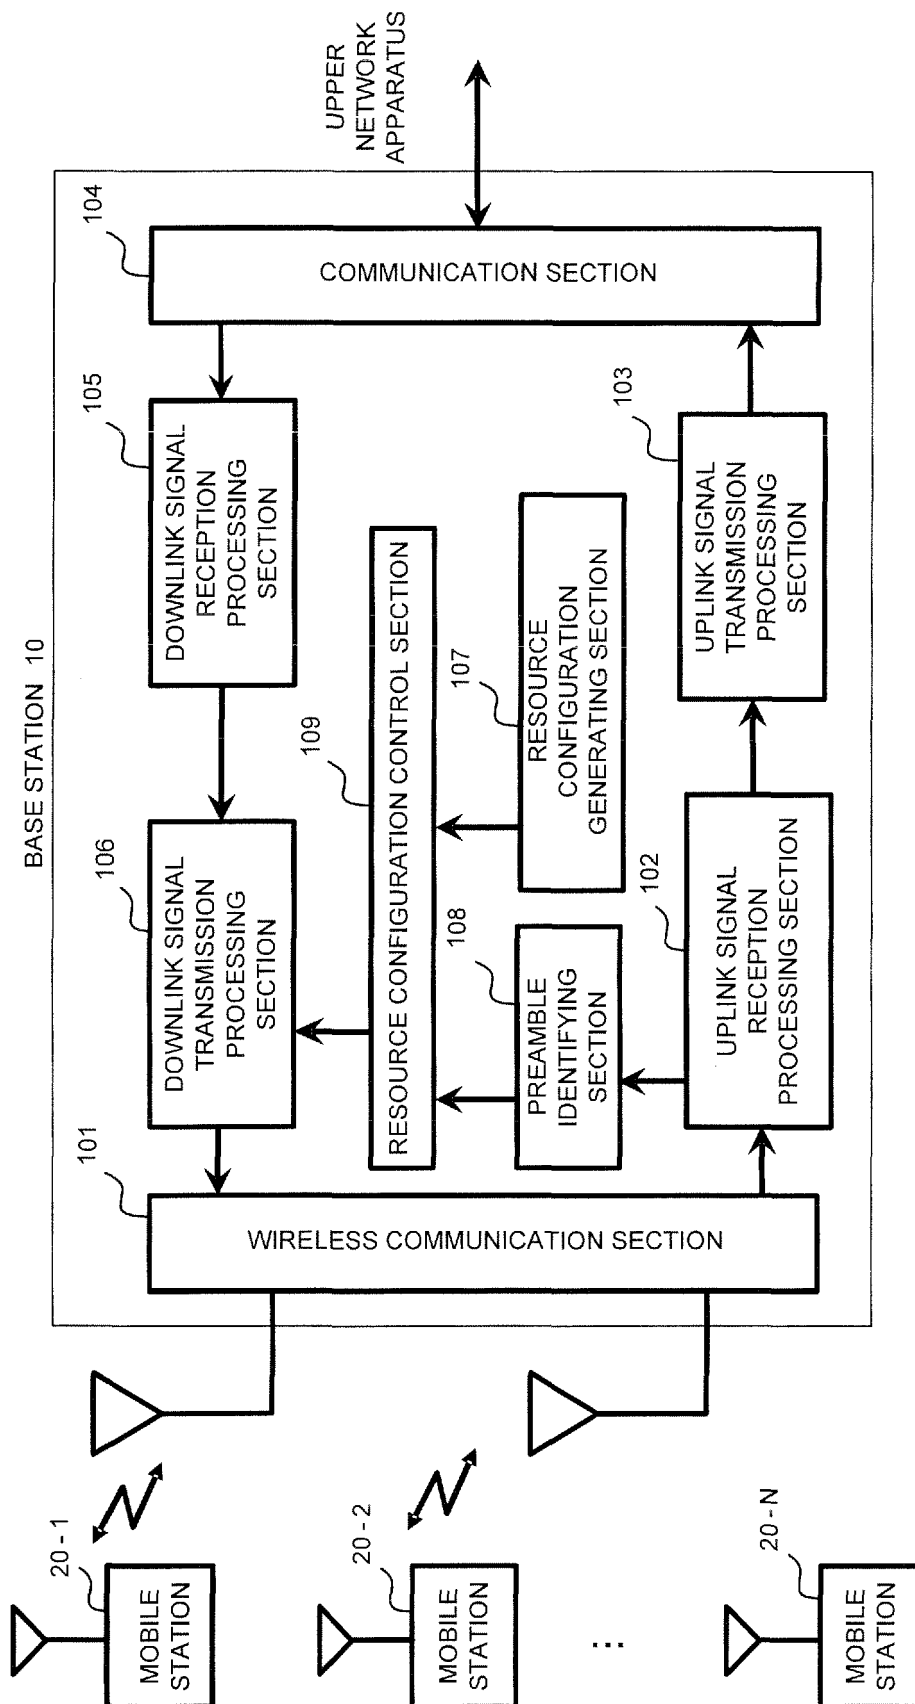 BASE STATION 10
UPPER
NETWORK
APPARATUS
20 - 1
MOBILE
STATION
20 - 2
MOBILE
STATION
...
20 - N
MOBILE
STATION
101
WIRELESS COMMUNICATION SECTION
106
DOWNLINK SIGNAL
TRANSMISSION
PROCESSING
SECTION
105
DOWNLINK SIGNAL
RECEPTION
PROCESSING
SECTION
104
COMMUNICATION SECTION
109
RESOURCE CONFIGURATION CONTROL SECTION
108
PREAMBLE
IDENTIFYING
SECTION
107
RESOURCE
CONFIGURATION
GENERATING SECTION
102
UPLINK SIGNAL
RECEPTION
PROCESSING SECTION
103
UPLINK SIGNAL
TRANSMISSION
PROCESSING
SECTION